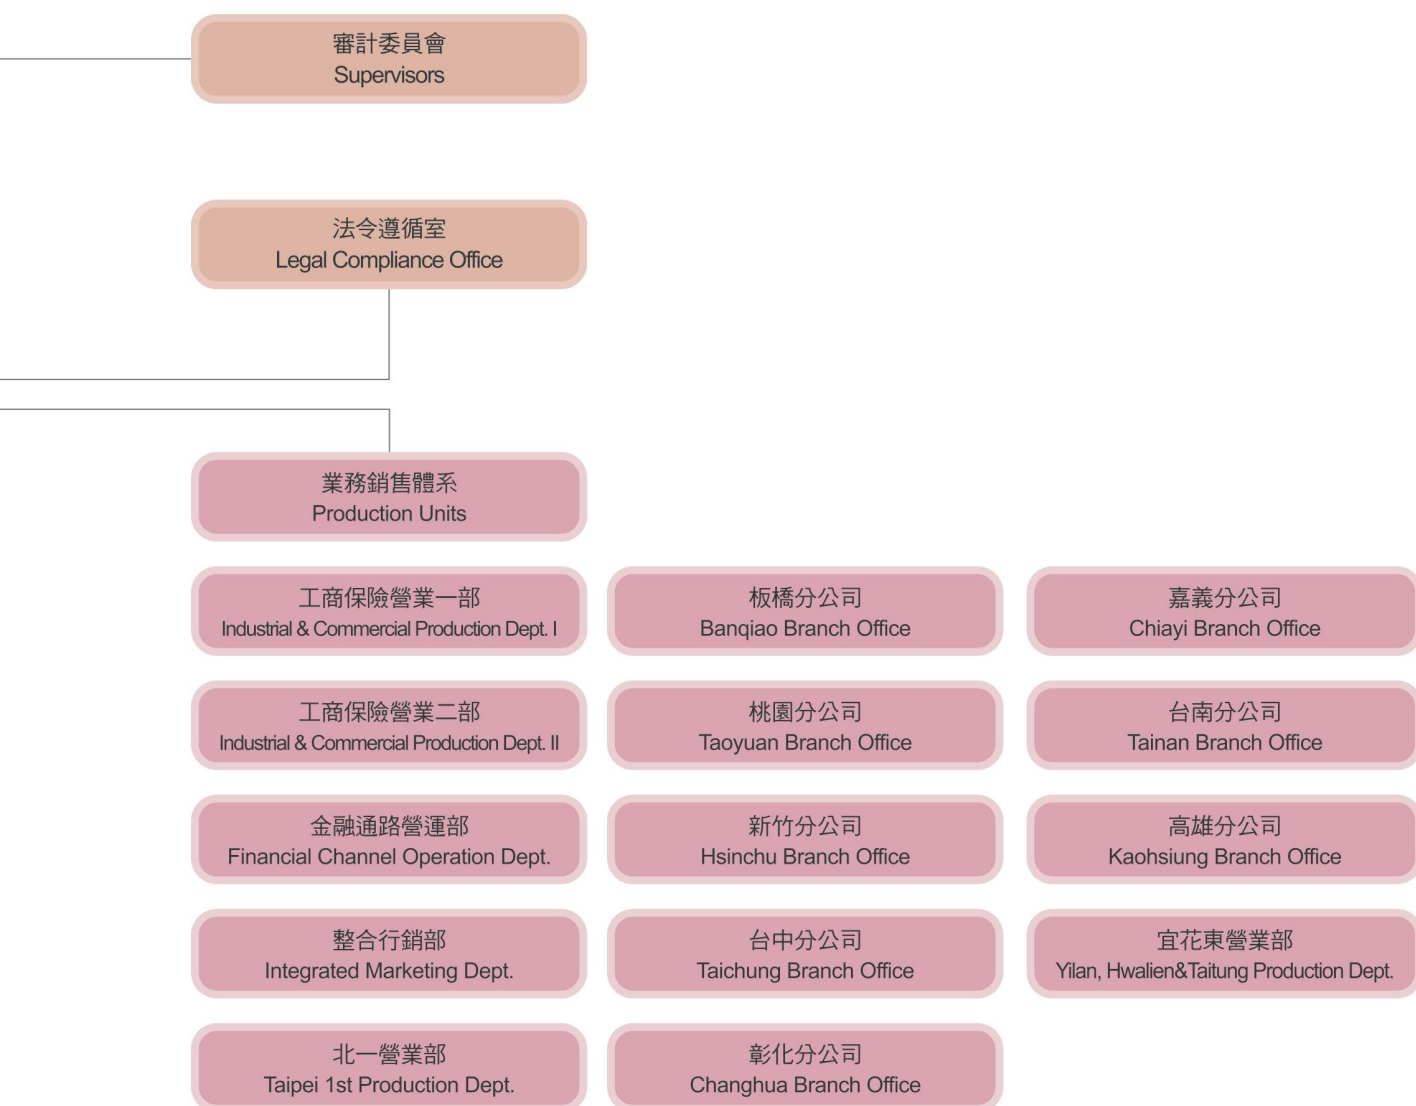 審計委員會
Supervisors
法令遵循室
Legal Compliance Office
業務銷售體系
Production Units
工商保險營業一部
Industrial & Commercial Production Dept. I
工商保險營業二部
Industrial & Commercial Production Dept. II
金融通路營運部
Financial Channel Operation Dept.
整合行銷部
Integrated Marketing Dept.
北一營業部
Taipei 1st Production Dept.
板橋分公司
Banqiao Branch Office
桃園分公司
Taoyuan Branch Office
新竹分公司
Hsinchu Branch Office
台中分公司
Taichung Branch Office
彰化分公司
Changhua Branch Office
嘉義分公司
Chiayi Branch Office
台南分公司
Tainan Branch Office
高雄分公司
Kaohsiung Branch Office
宜花東營業部
Yilan, Hwalien&Taitung Production Dept.